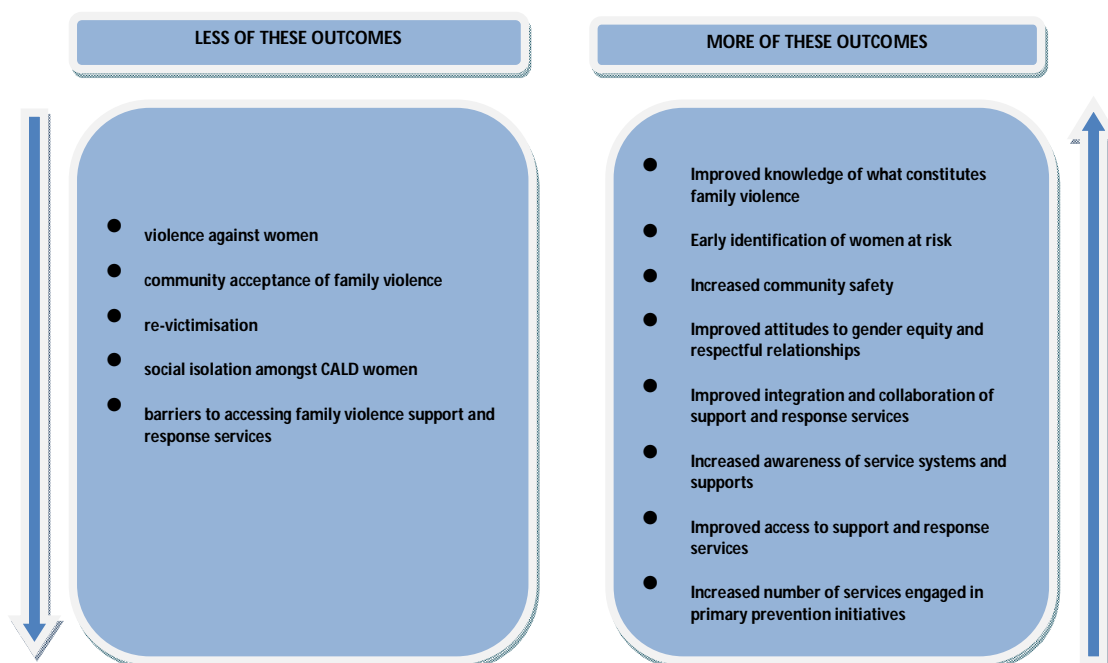 LESS OF THESE OUTCOMES
violence against women
community acceptance of family violence
re-victimisation
social isolation amongst CALD women
barriers to accessing family violence support and
response services
MORE OF THESE OUTCOMES
Improved knowledge of what constitutes
family violence
Early identification of women at risk
Increased community safety
Improved attitudes to gender equity and
respectful relationships
Improved integration and collaboration of
support and response services
Increased awareness of service systems and
supports
Improved access to support and response
services
Increased number of services engaged in
primary prevention initiatives